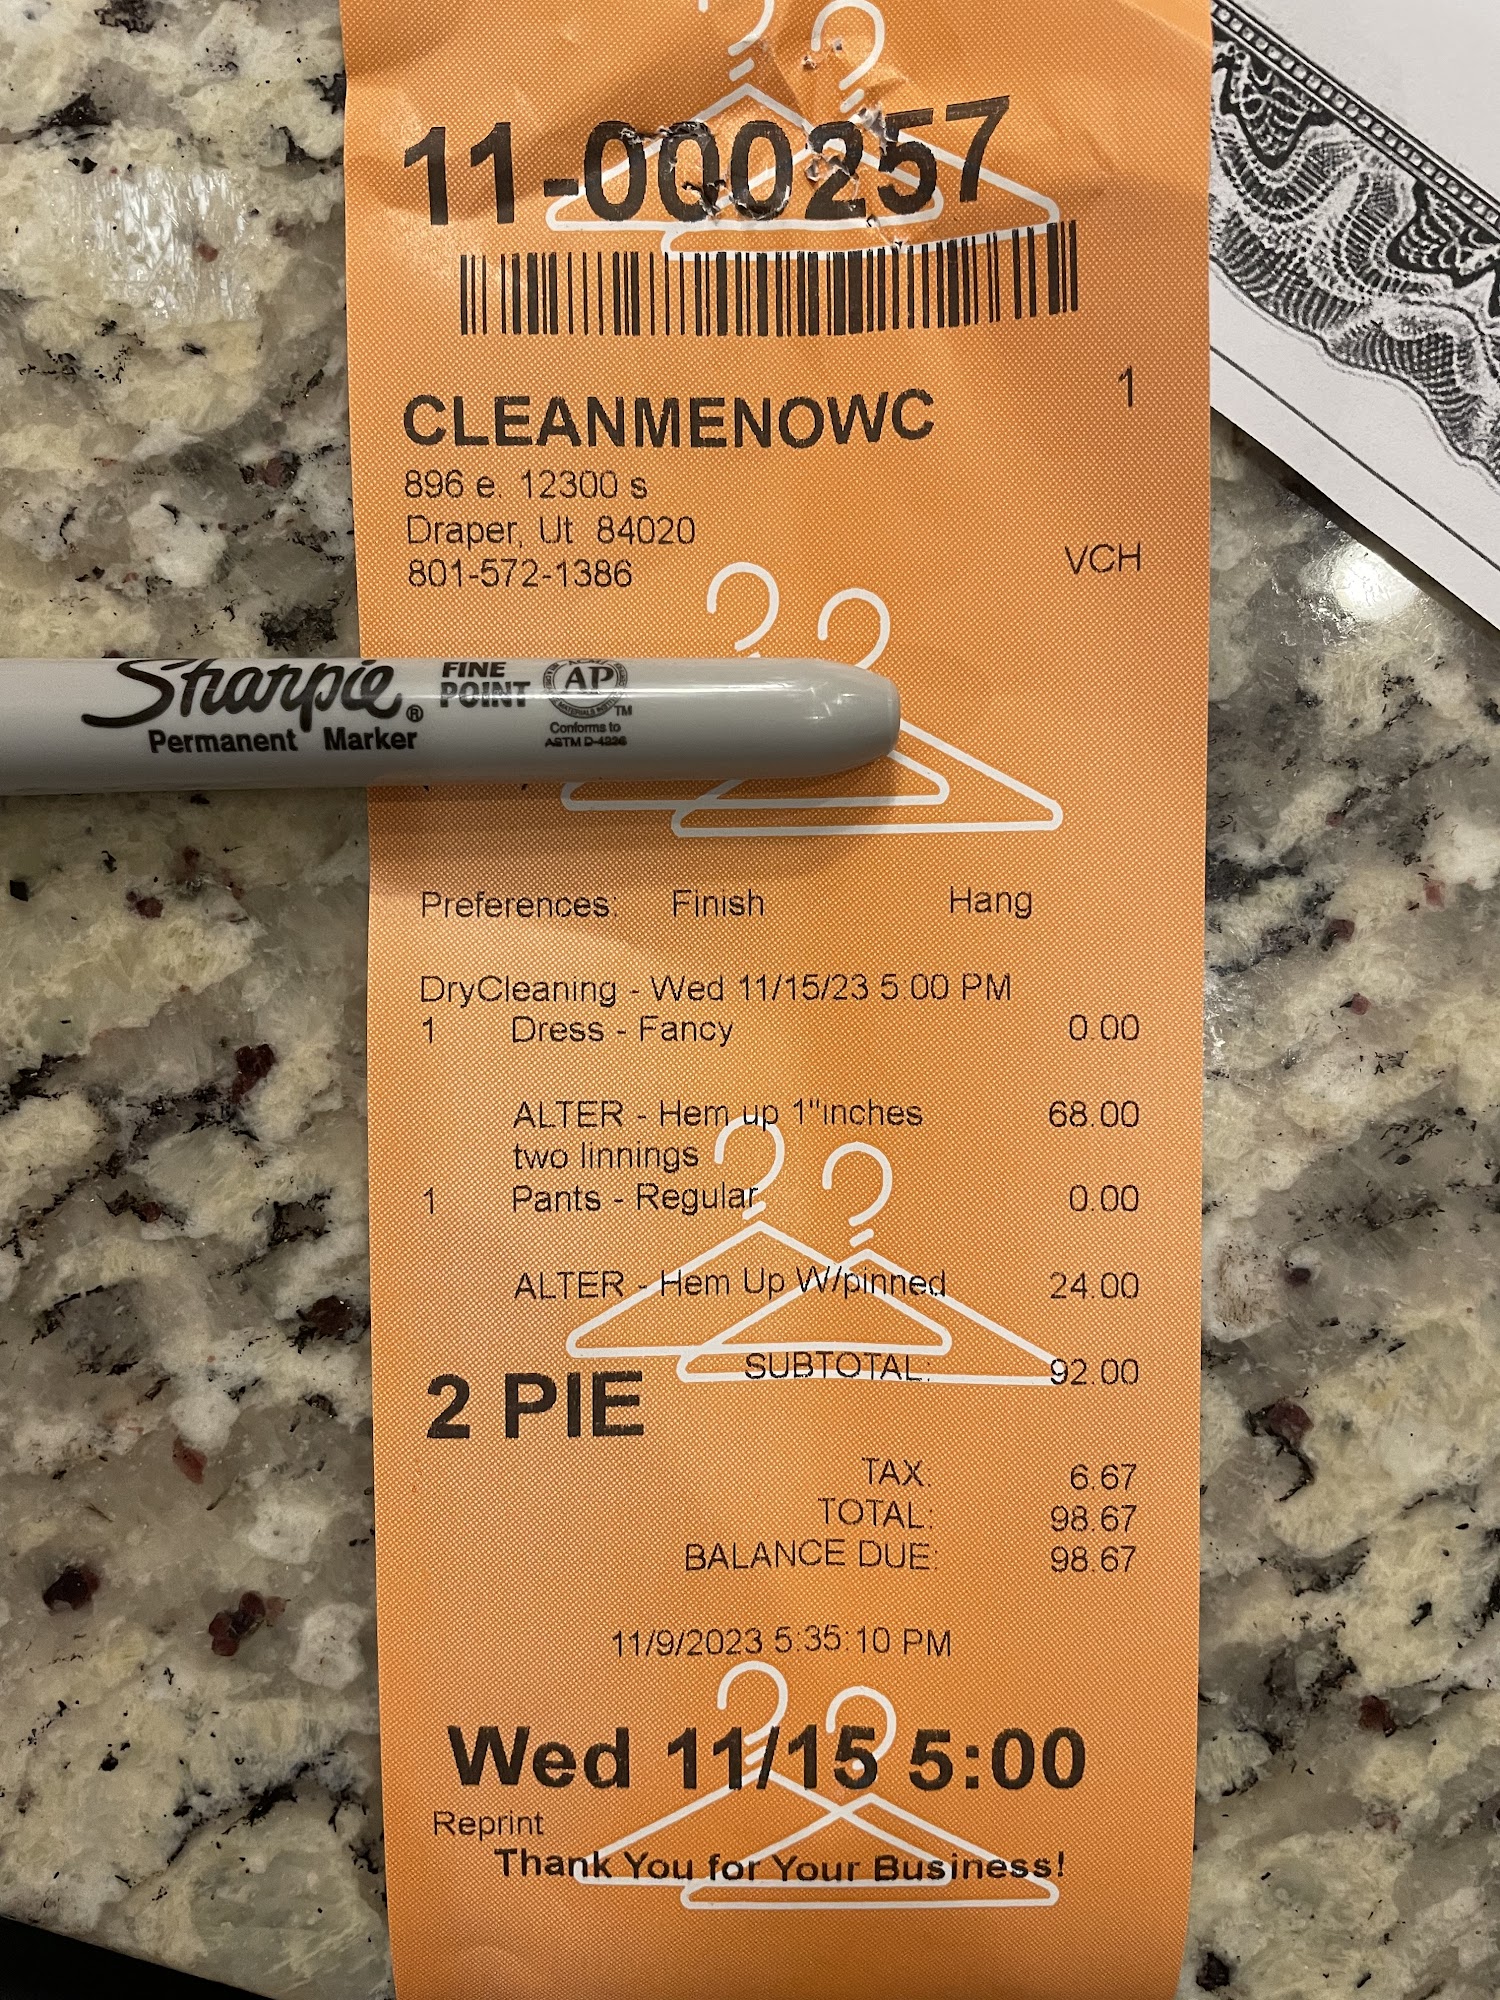 11-000257
CLEANMENOWC 1
896 e. 12300 s
Draper, Ut 84020
801-572-1386 VCH
Sharpie® FINE POINT AP TM
Permanent Marker Conforms to ASTM D-4236
Preferences: Finish Hang
DryCleaning - Wed 11/15/23 5:00 PM
1 Dress - Fancy 0.00
ALTER - Hem up 1"inches 68.00
two linnings
1 Pants - Regular 0.00
ALTER - Hem Up W/pinned 24.00
SUBTOTAL: 92.00
2 PIE
TAX: 6.67
TOTAL: 98.67
BALANCE DUE: 98.67
11/9/2023 5:35:10 PM
Wed 11/15 5:00
Reprint
Thank You for Your Business!